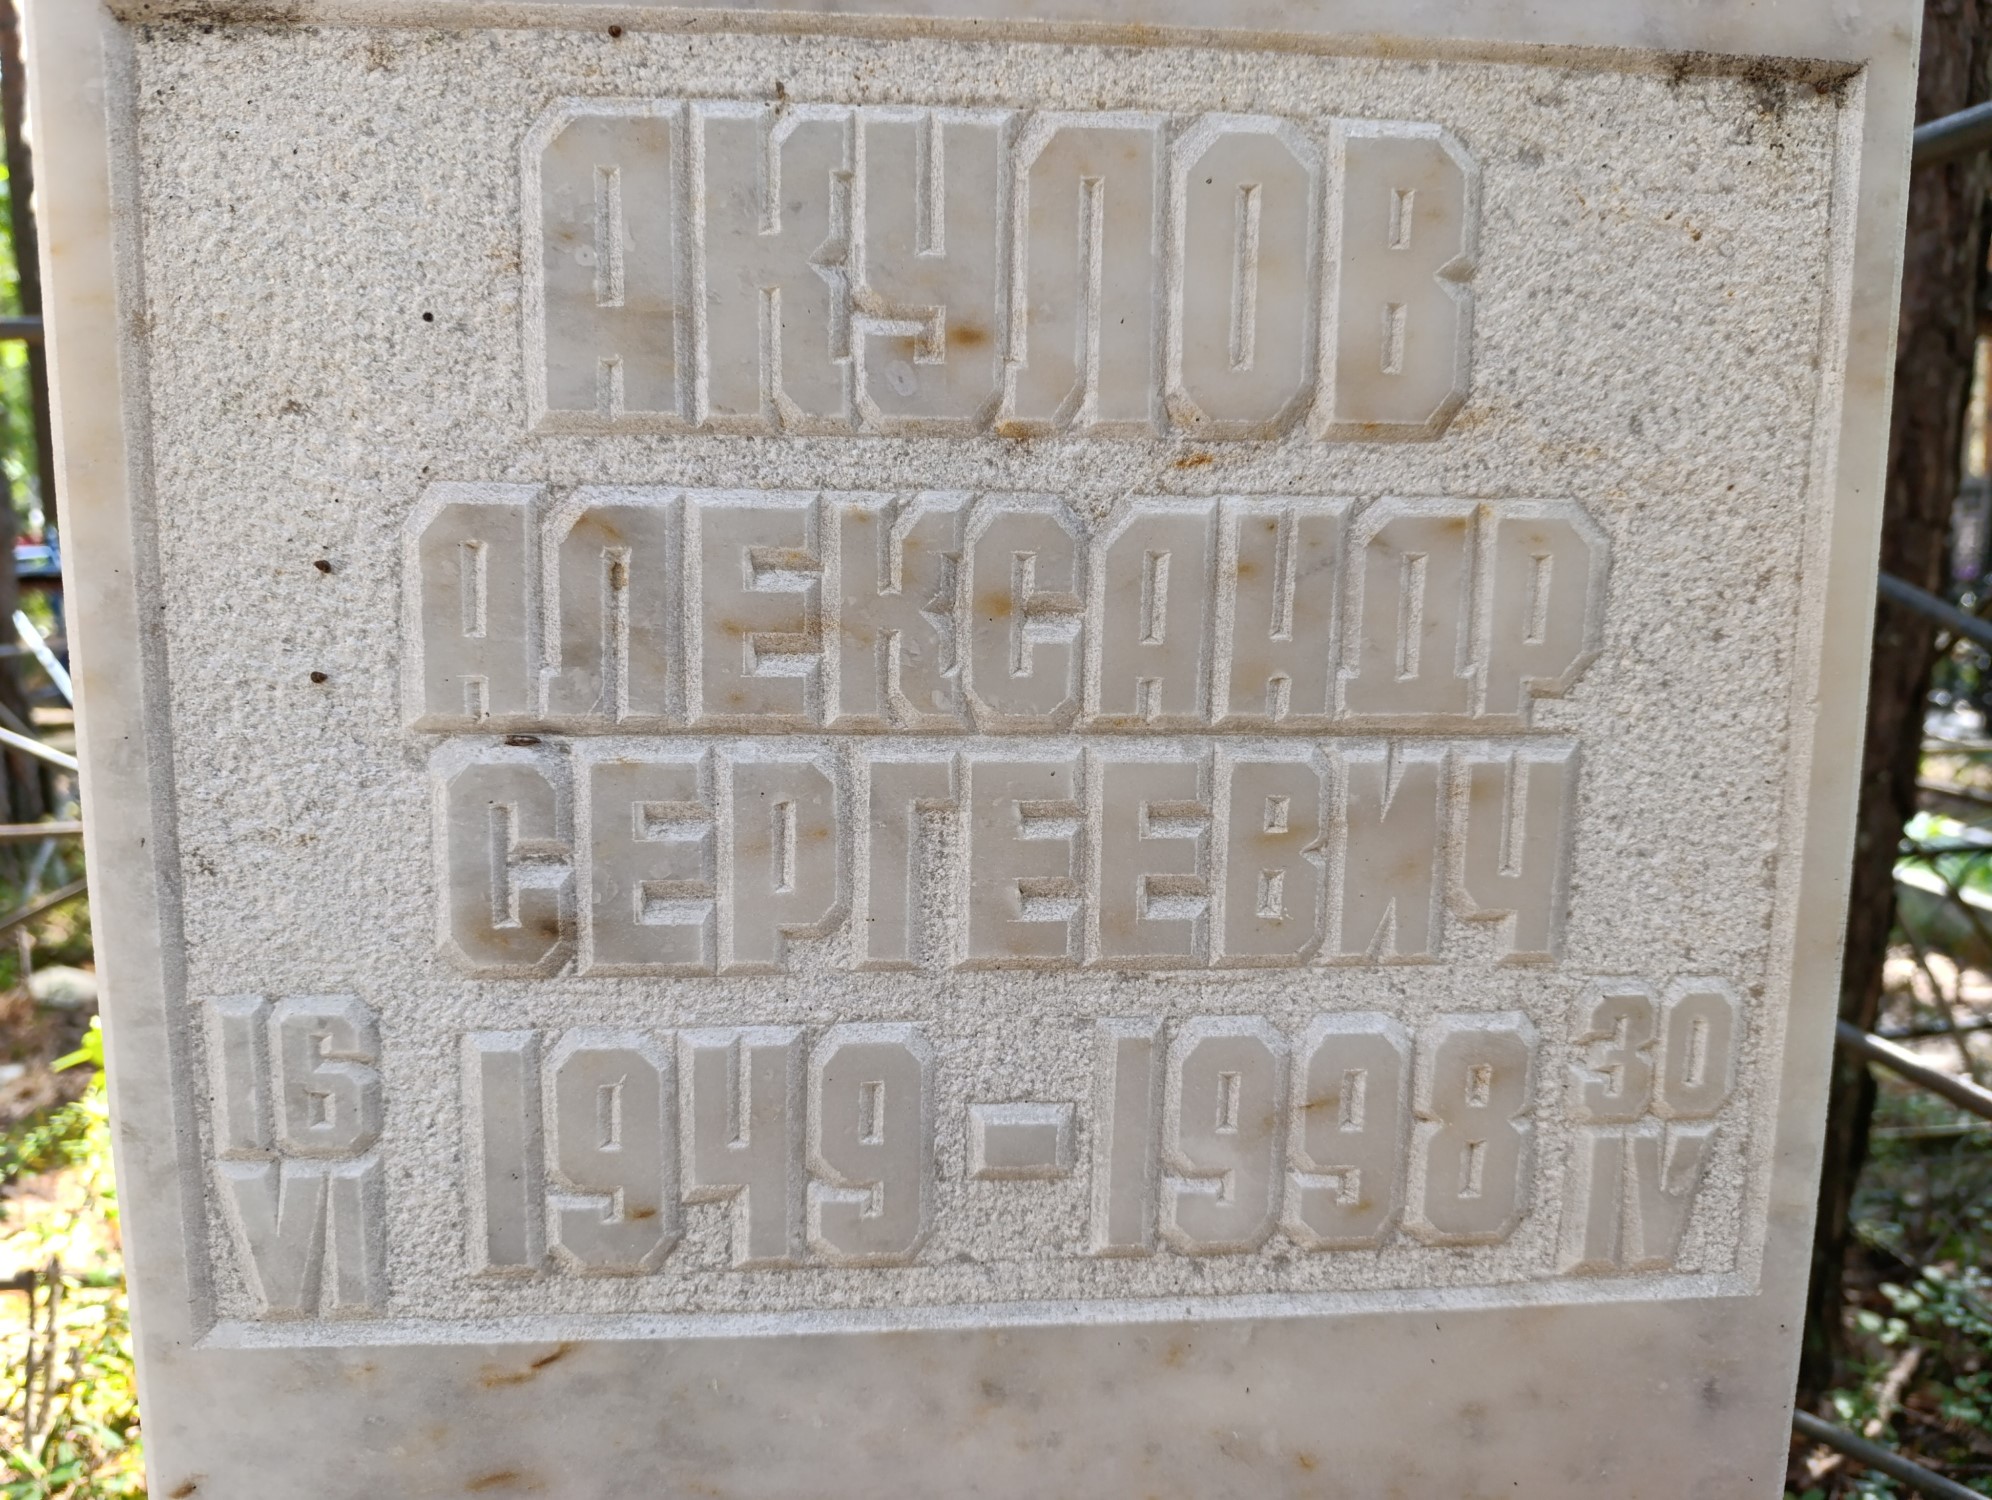 АКУЛОВ
АЛЕКСАНДР
СЕРГЕЕВИЧ
16 VI 1949-1998 30 IV